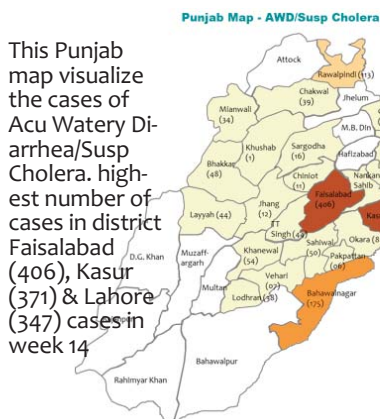 Punjab Map - AWD/Susp Cholera
This Punjab
map visualize
the cases of
Acu Watery Di-
arrhea/Susp
Cholera. high-
est number of
cases in district
Faisalabad
(406), Kasur
(371) & Lahore
(347) cases in
week 14
Attock
Rawalpindi (113)
Chakwal
(39)
Jhelum
Mianwali
(34)
M.B. Din
Khushab
(1)
Sargodha
(16)
Hafizabad
Bhakkar
(48)
Chiniot
(11)
Nankana
Sahib
Faisalabad
(406)
Layyah (44)
Jhang
(12)
TT
Singh
Okara
Sahiwal
(50)
Khanewal
(54)
Pakpattan
D.G. Khan
Muzaff-
argarh
Multan
Vehari
(07)
Lodhran
Bahawalnagar
(175)
Bahawalpur
Rahimyar Khan